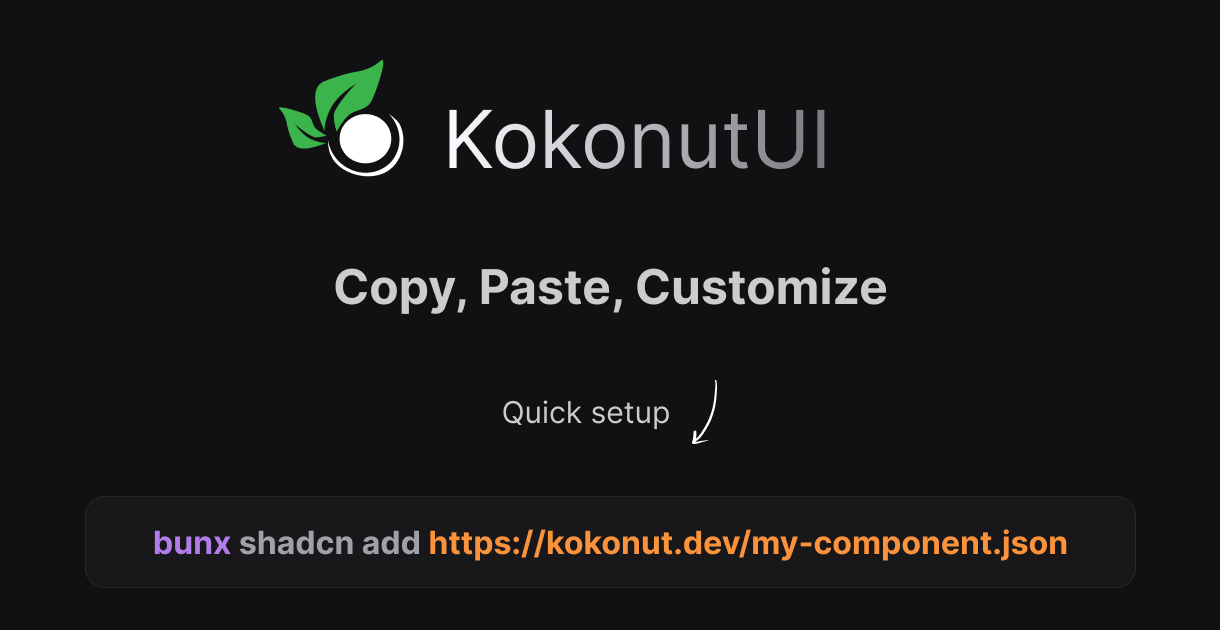 KokonutUI
Copy, Paste, Customize
Quick setup
bunx shadcn add https://kokonut.dev/my-component.json